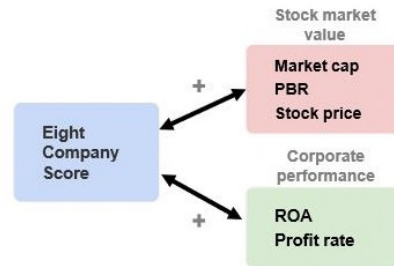 Stock market
value
Market cap
PBR
Stock price
+
Eight
Company
Score
Corporate
performance
+
ROA
Profit rate